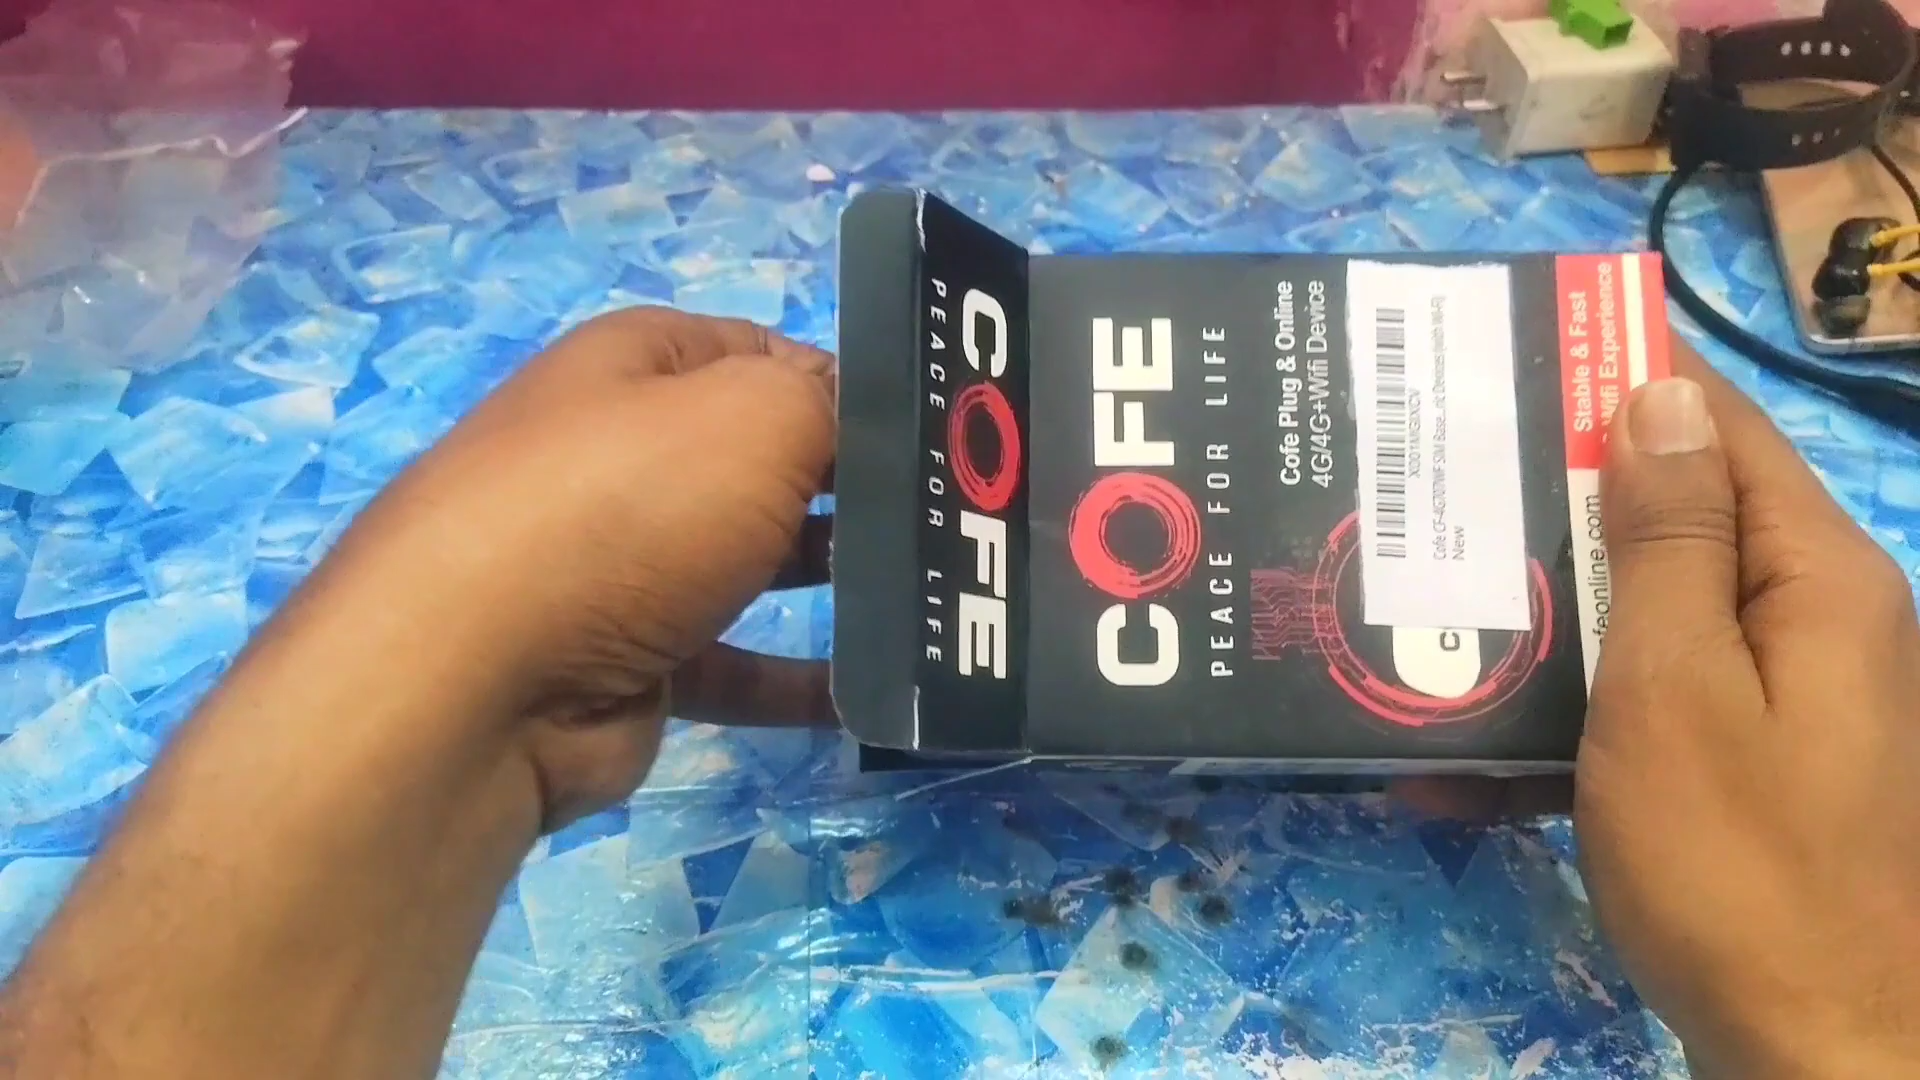 COFE
PEACE FOR LIFE
COFE
PEACE FOR LIFE
Cofe Plug & Online
4G/4G+Wifi Device
New
Stable & Fast
Wifi Experience
feonline.com